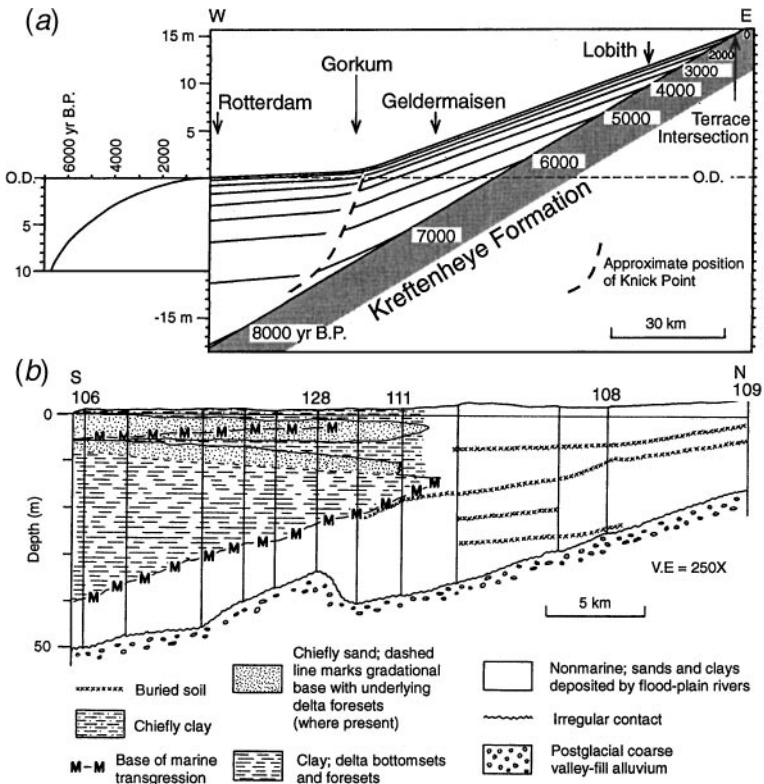 (a)
W
E
15 m
10
5
O.D.
5
10
-15 m
6000 yr B.P.
4000
2000
Rotterdam
Gorkum
Geldermaisen
Lobith
0
2000
3000
4000
5000
6000
7000
8000 yr B.P.
Terrace
Intersection
O.D.
Kreftenheye Formation
Approximate position
of Knick Point
30 km
(b)
S
N
106
128
111
108
109
0
50
Depth (m)
M M M M M M M
M M M M M M M M M M M
V.E = 250X
5 km
Buried soil
Chiefly clay
M–M Base of marine
transgression
Chiefly sand; dashed
line marks gradational
base with underlying
delta foresets
(where present)
Clay; delta bottomsets
and foresets
Nonmarine; sands and clays
deposited by flood-plain rivers
Irregular contact
Postglacial coarse
valley-fill alluvium